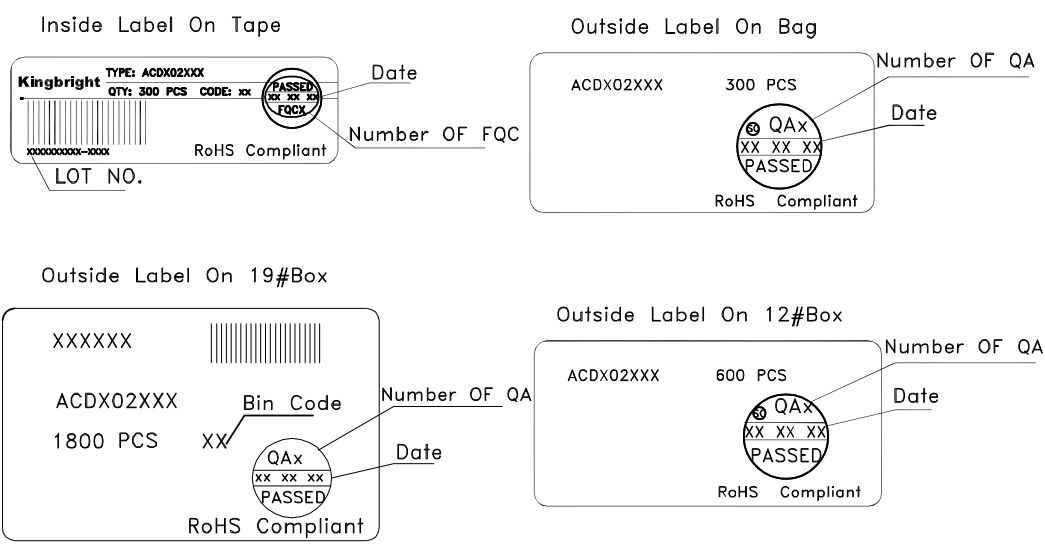 Inside Label On Tape
Kingbright
TYPE: ACDX02XXX
QTY: 300 PCS CODE: xx
PASSED
xx xx xx
FQCX
Date
Number OF FQC
xxxxxxxxxx-xxxx
RoHS Compliant
LOT NO.
Outside Label On Bag
ACDX02XXX
300 PCS
QAx
XX XX XX
PASSED
Number OF QA
Date
RoHS Compliant
Outside Label On 19#Box
XXXXXX
ACDX02XXX
Bin Code
1800 PCS
XX
QAx
xx xx xx
PASSED
Number OF QA
Date
RoHS Compliant
Outside Label On 12#Box
ACDX02XXX
600 PCS
QAx
XX XX XX
PASSED
Number OF QA
Date
RoHS Compliant